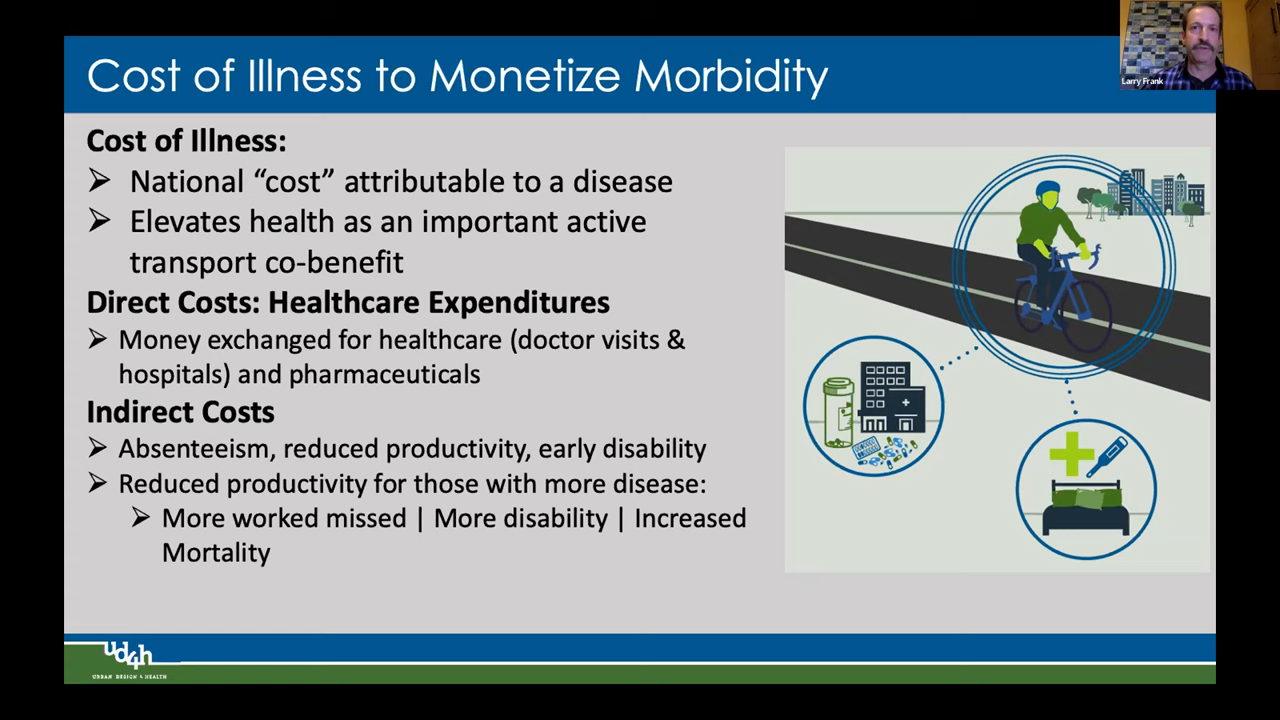 Larry Frank
Cost of Illness to Monetize Morbidity
Cost of Illness:
➢ National “cost” attributable to a disease
➢ Elevates health as an important active
transport co-benefit
Direct Costs: Healthcare Expenditures
➢ Money exchanged for healthcare (doctor visits &
hospitals) and pharmaceuticals
Indirect Costs
➢ Absenteeism, reduced productivity, early disability
➢ Reduced productivity for those with more disease:
➢ More worked missed | More disability | Increased
Mortality
ud4h
URBAN DESIGN 4 HEALTH